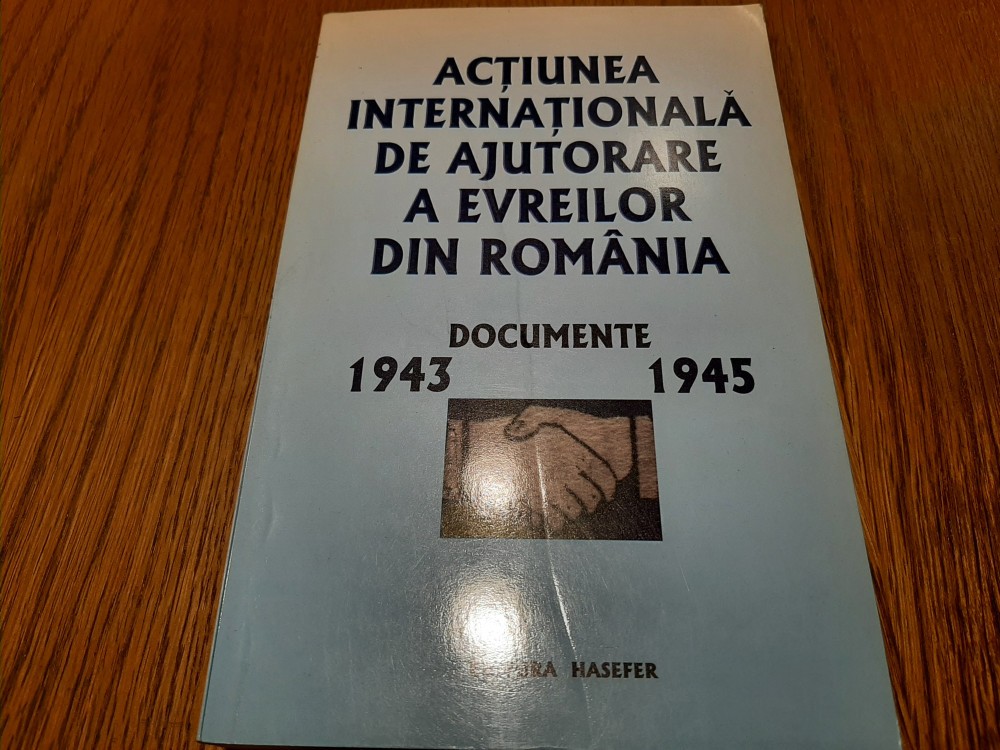 ACȚIUNEA
INTERNAȚIONALĂ
DE AJUTORARE
A EVREILOR
DIN ROMÂNIA
DOCUMENTE
1943 1945
HASEFER